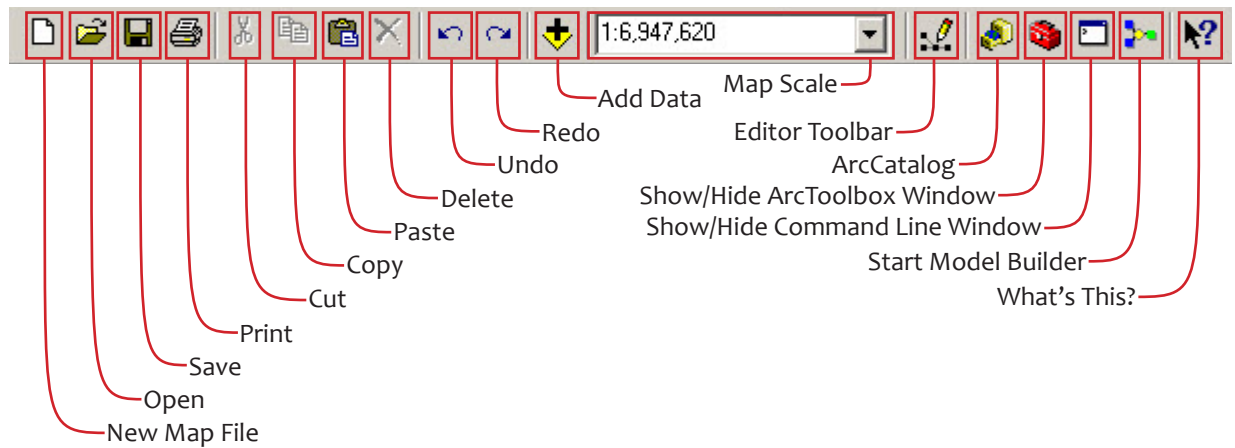 1:6,947,620
Map Scale
Add Data
Editor Toolbar
Redo
ArcCatalog
Undo
Show/Hide ArcToolbox Window
Delete
Show/Hide Command Line Window
Paste
Start Model Builder
Copy
What's This?
Cut
Print
Save
Open
New Map File